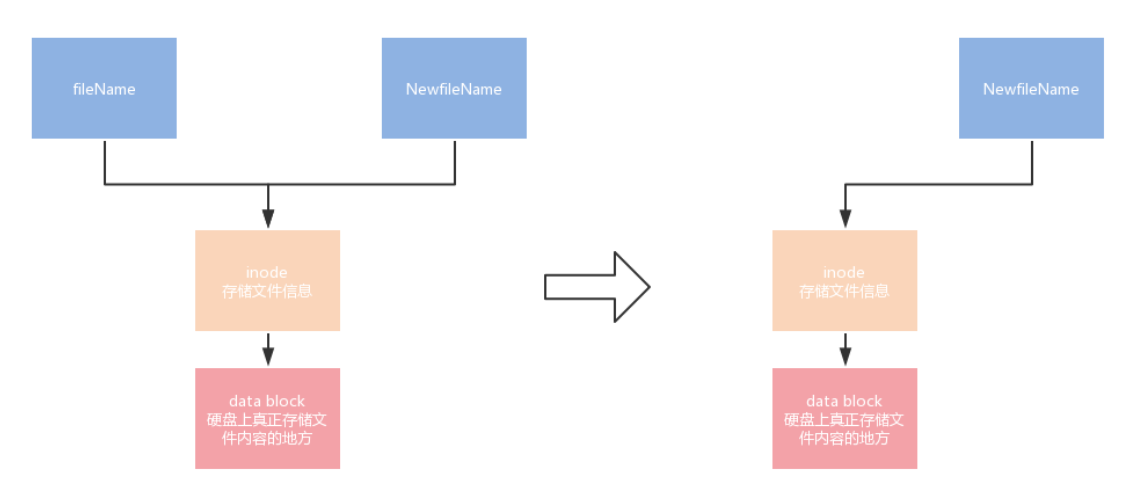 fileName
NewfileName
NewfileName
inode
存储文件信息
inode
存储文件信息
data block
硬盘上真正存储文
件内容的地方
data block
硬盘上真正存储文
件内容的地方